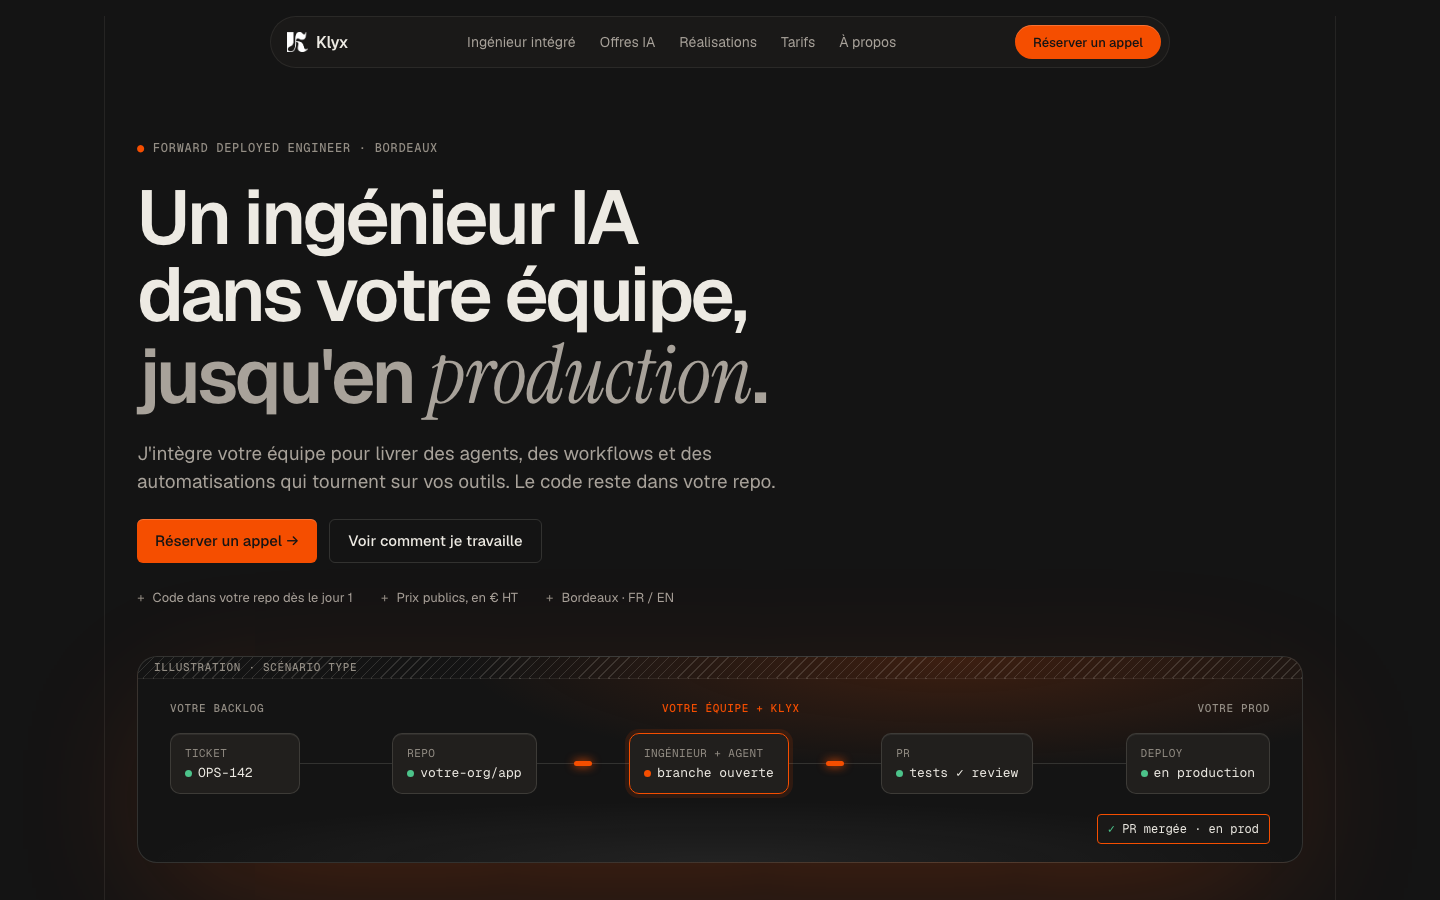 Klyx
Ingénieur intégré
Offres IA
Réalisations
Tarifs
À propos
Réserver un appel
FORWARD DEPLOYED ENGINEER · BORDEAUX
Un ingénieur IA
dans votre équipe,
jusqu'en production.
J'intègre votre équipe pour livrer des agents, des workflows et des
automatisations qui tournent sur vos outils. Le code reste dans votre repo.
Réserver un appel →
Voir comment je travaille
+ Code dans votre repo dès le jour 1
+ Prix publics, en € HT
+ Bordeaux · FR / EN
ILLUSTRATION · SCÉNARIO TYPE
VOTRE BACKLOG
VOTRE ÉQUIPE + KLYX
VOTRE PROD
TICKET
OPS-142
REPO
votre-org/app
INGÉNIEUR + AGENT
branche ouverte
PR
tests ✓ review
DEPLOY
en production
✓ PR mergée · en prod